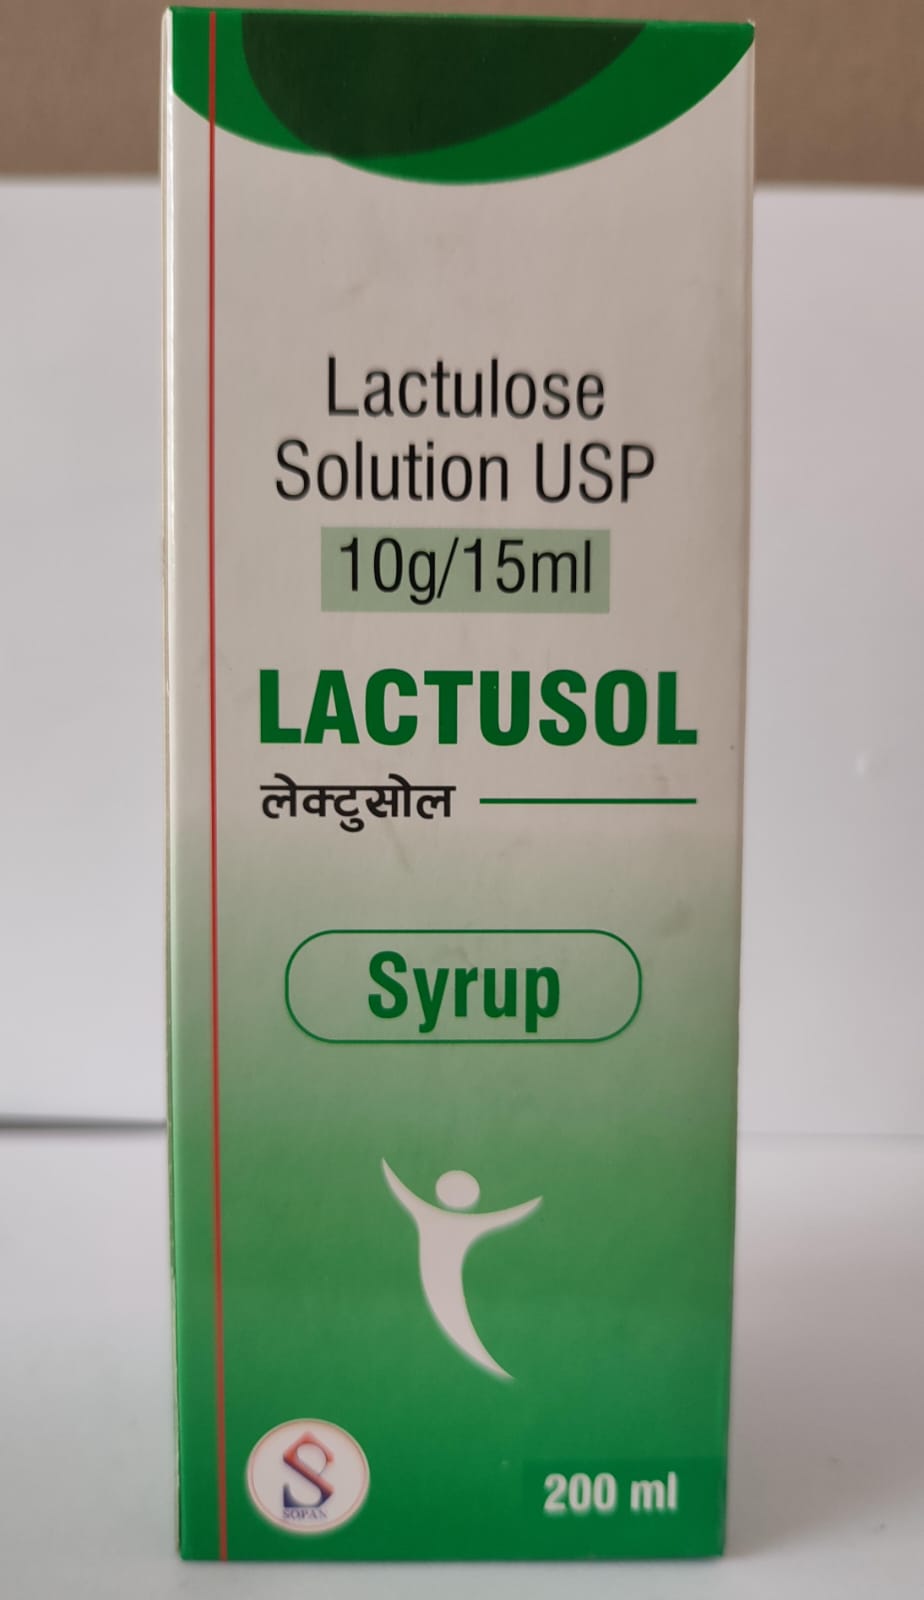 Lactulose
Solution USP
10g/15ml
LACTUSOL
लेक्टुसोल
Syrup
SOPAN
200 ml